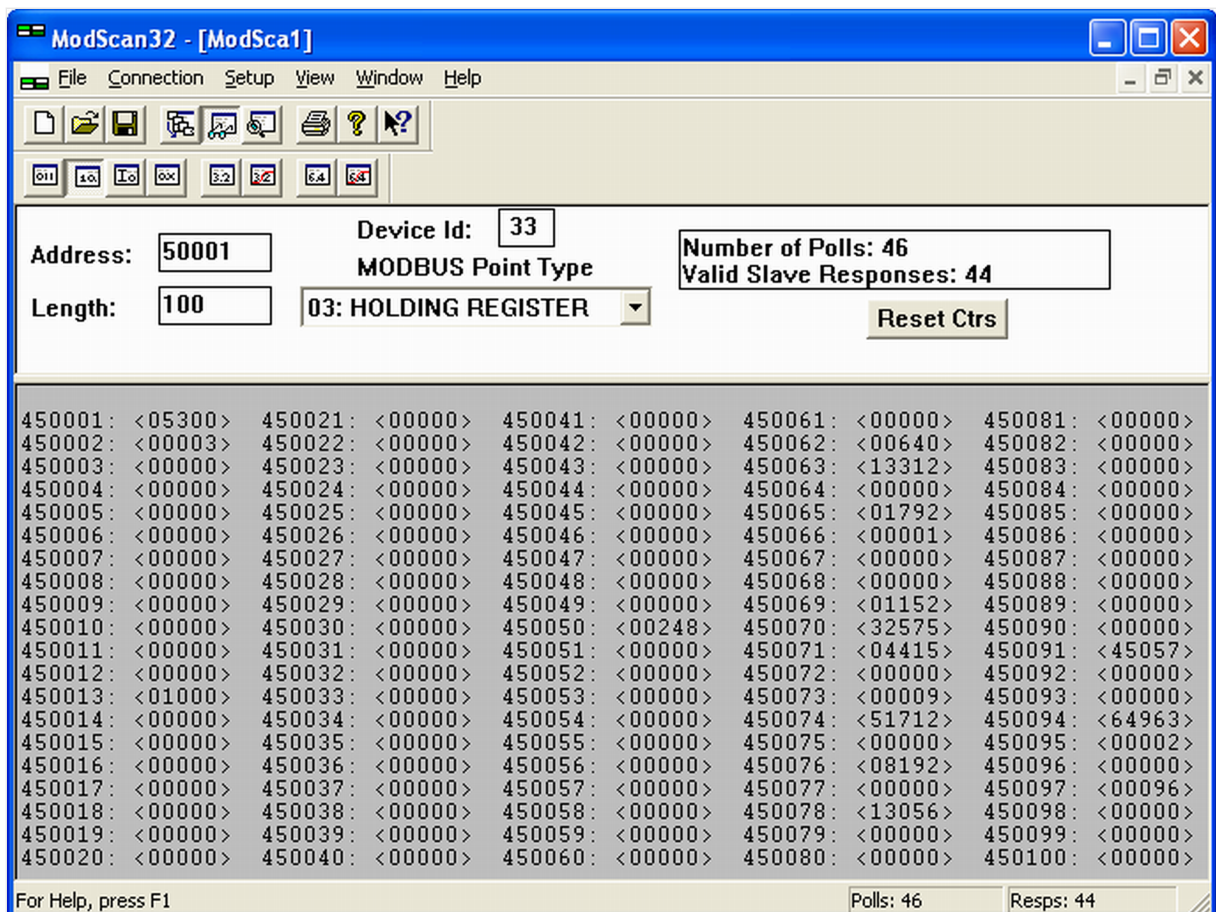 ModScan32 - [ModSca1]
File Connection Setup View Window Help
Address: 50001
Device Id: 33
MODBUS Point Type
Length: 100
03: HOLDING REGISTER
Number of Polls: 46
Valid Slave Responses: 44
Reset Ctrs
450001: <05300> 450021: <00000> 450041: <00000> 450061: <00000> 450081: <00000>
450002: <00003> 450022: <00000> 450042: <00000> 450062: <00640> 450082: <00000>
450003: <00000> 450023: <00000> 450043: <00000> 450063: <13312> 450083: <00000>
450004: <00000> 450024: <00000> 450044: <00000> 450064: <00000> 450084: <00000>
450005: <00000> 450025: <00000> 450045: <00000> 450065: <01792> 450085: <00000>
450006: <00000> 450026: <00000> 450046: <00000> 450066: <00001> 450086: <00000>
450007: <00000> 450027: <00000> 450047: <00000> 450067: <00000> 450087: <00000>
450008: <00000> 450028: <00000> 450048: <00000> 450068: <00000> 450088: <00000>
450009: <00000> 450029: <00000> 450049: <00000> 450069: <01152> 450089: <00000>
450010: <00000> 450030: <00000> 450050: <00248> 450070: <32575> 450090: <00000>
450011: <00000> 450031: <00000> 450051: <00000> 450071: <04415> 450091: <45057>
450012: <00000> 450032: <00000> 450052: <00000> 450072: <00000> 450092: <00000>
450013: <01000> 450033: <00000> 450053: <00000> 450073: <00009> 450093: <00000>
450014: <00000> 450034: <00000> 450054: <00000> 450074: <51712> 450094: <64963>
450015: <00000> 450035: <00000> 450055: <00000> 450075: <00000> 450095: <00002>
450016: <00000> 450036: <00000> 450056: <00000> 450076: <08192> 450096: <00000>
450017: <00000> 450037: <00000> 450057: <00000> 450077: <00000> 450097: <00096>
450018: <00000> 450038: <00000> 450058: <00000> 450078: <13056> 450098: <00000>
450019: <00000> 450039: <00000> 450059: <00000> 450079: <00000> 450099: <00000>
450020: <00000> 450040: <00000> 450060: <00000> 450080: <00000> 450100: <00000>
For Help, press F1
Polls: 46
Resps: 44